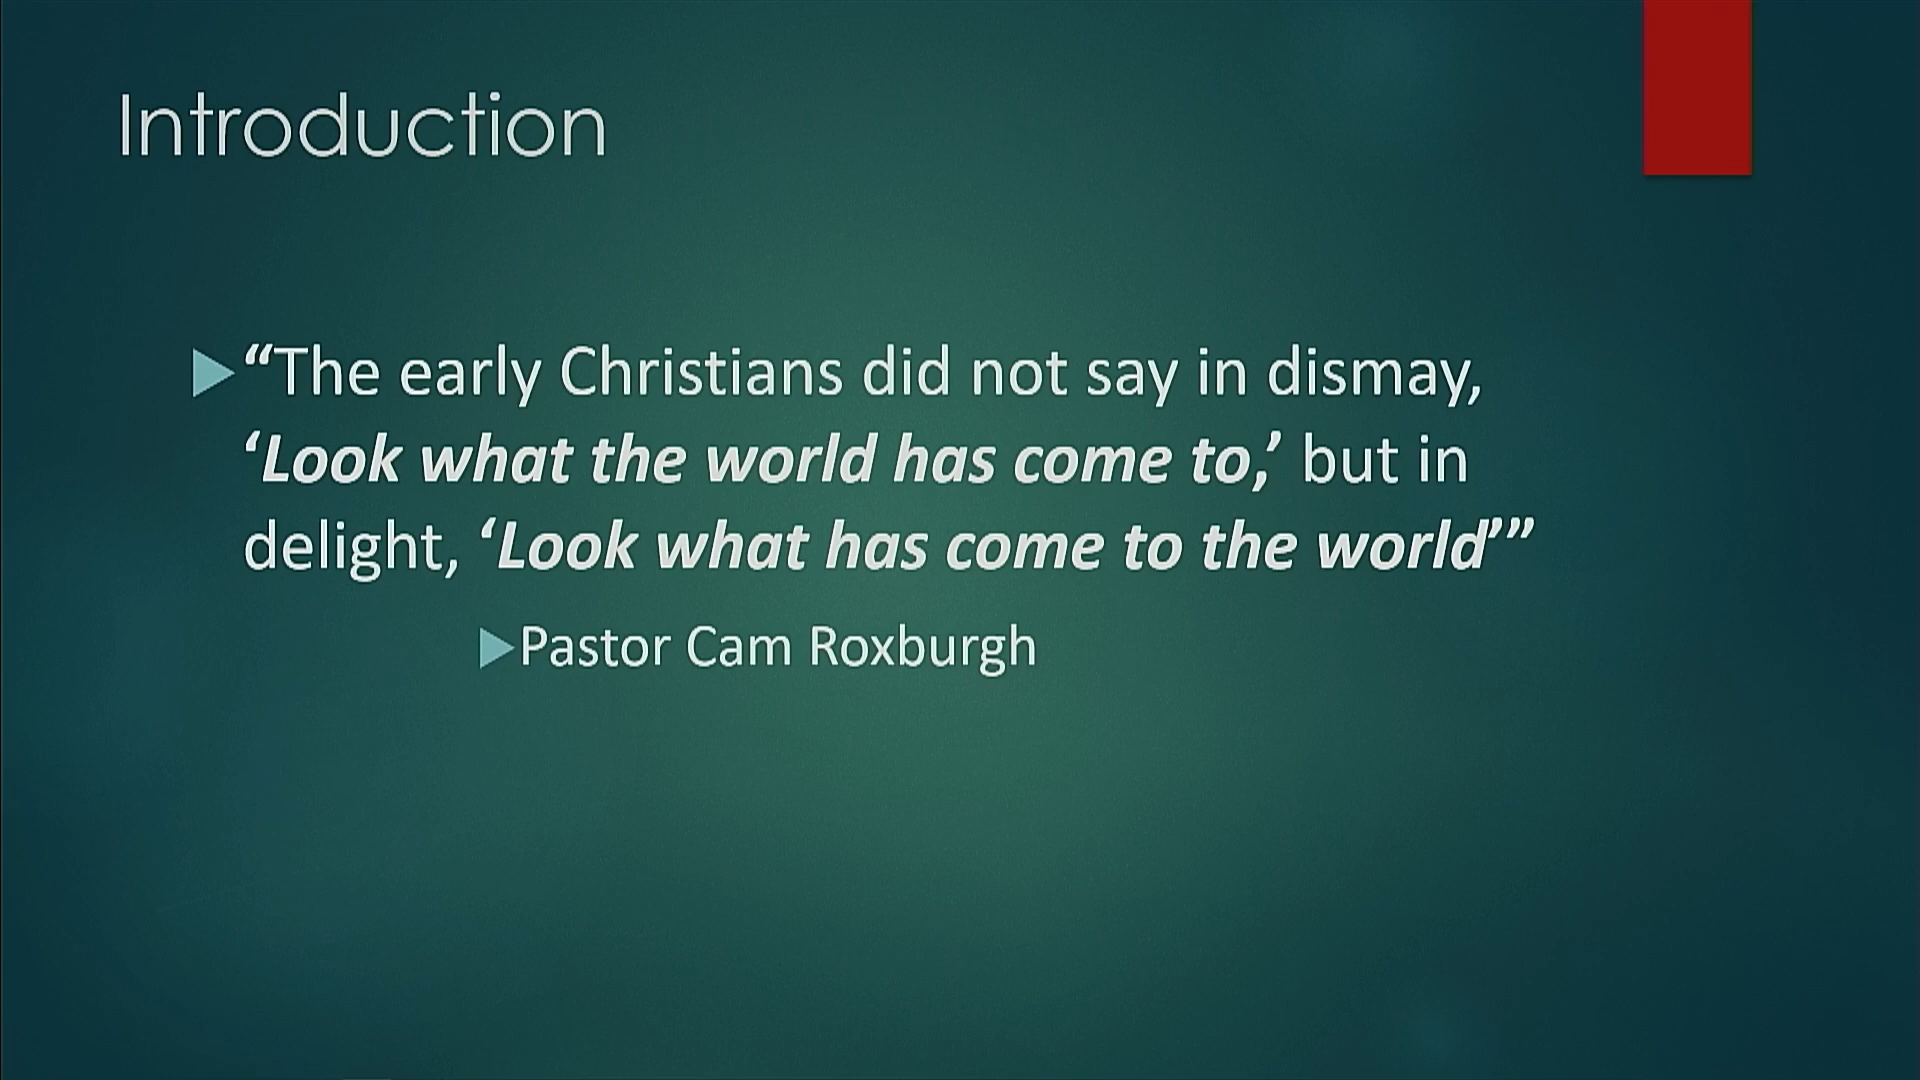 Introduction
“The early Christians did not say in dismay,
‘Look what the world has come to,’ but in
delight, ‘Look what has come to the world’”
Pastor Cam Roxburgh